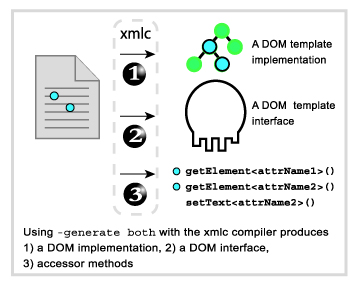 xmlc
1
A DOM template
implementation
2
A DOM template
interface
3
getElement<attrName1>()
getElement<attrName2>()
setText<attrName2>()
Using -generate both with the xmlc compiler produces
1) a DOM implementation, 2) a DOM interface,
3) accessor methods